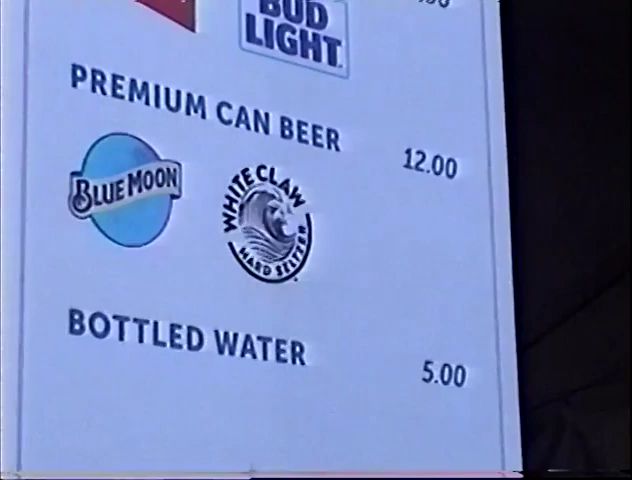 BUD
LIGHT
PREMIUM CAN BEER
12.00
BLUE MOON
WHITE CLAW
HARD SELTZER
BOTTLED WATER
5.00